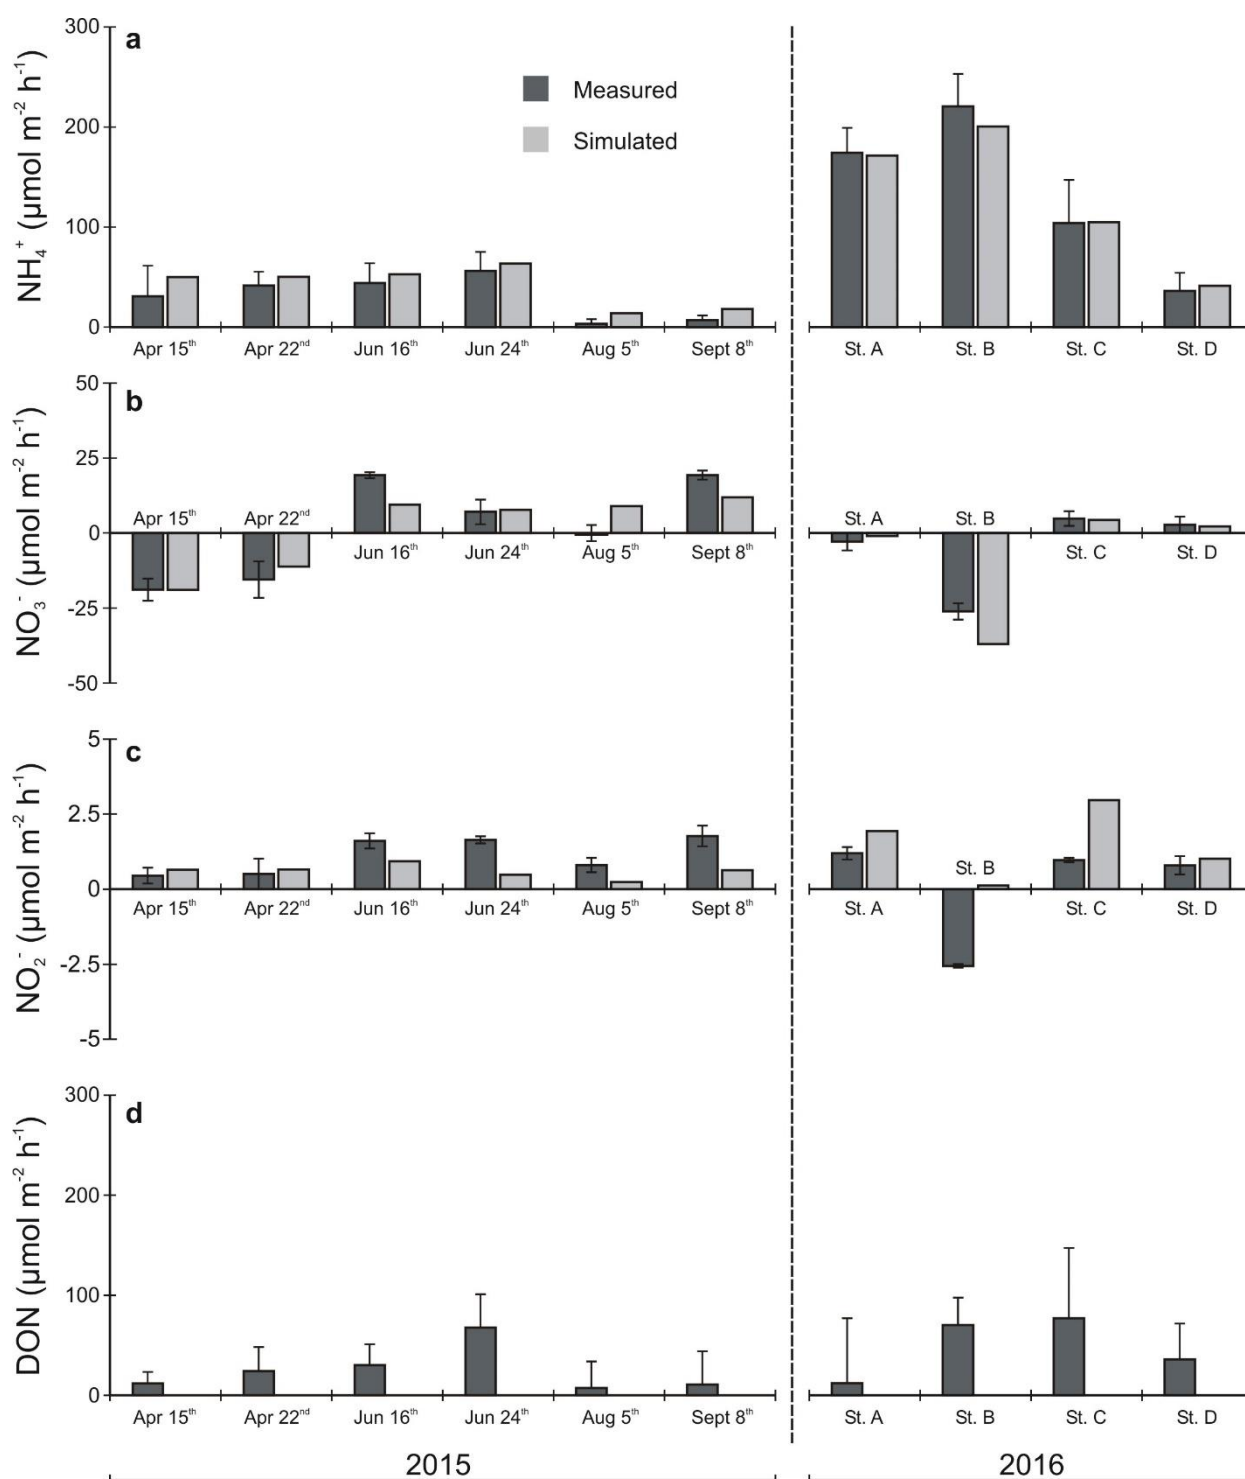 a
NH₄⁺ (µmol m⁻² h⁻¹)
300
200
100
0
Measured
Simulated
Apr 15ᵗʰ Apr 22ⁿᵈ Jun 16ᵗʰ Jun 24ᵗʰ Aug 5ᵗʰ Sept 8ᵗʰ St. A St. B St. C St. D
b
NO₃⁻ (µmol m⁻² h⁻¹)
50
25
0
-25
-50
Apr 15ᵗʰ Apr 22ⁿᵈ St. A St. B
Jun 16ᵗʰ Jun 24ᵗʰ Aug 5ᵗʰ Sept 8ᵗʰ St. C St. D
c
NO₂⁻ (µmol m⁻² h⁻¹)
5
2.5
0
-2.5
-5
St. B
Apr 15ᵗʰ Apr 22ⁿᵈ Jun 16ᵗʰ Jun 24ᵗʰ Aug 5ᵗʰ Sept 8ᵗʰ St. A St. C St. D
d
DON (µmol m⁻² h⁻¹)
300
200
100
0
Apr 15ᵗʰ Apr 22ⁿᵈ Jun 16ᵗʰ Jun 24ᵗʰ Aug 5ᵗʰ Sept 8ᵗʰ St. A St. B St. C St. D
2015 2016